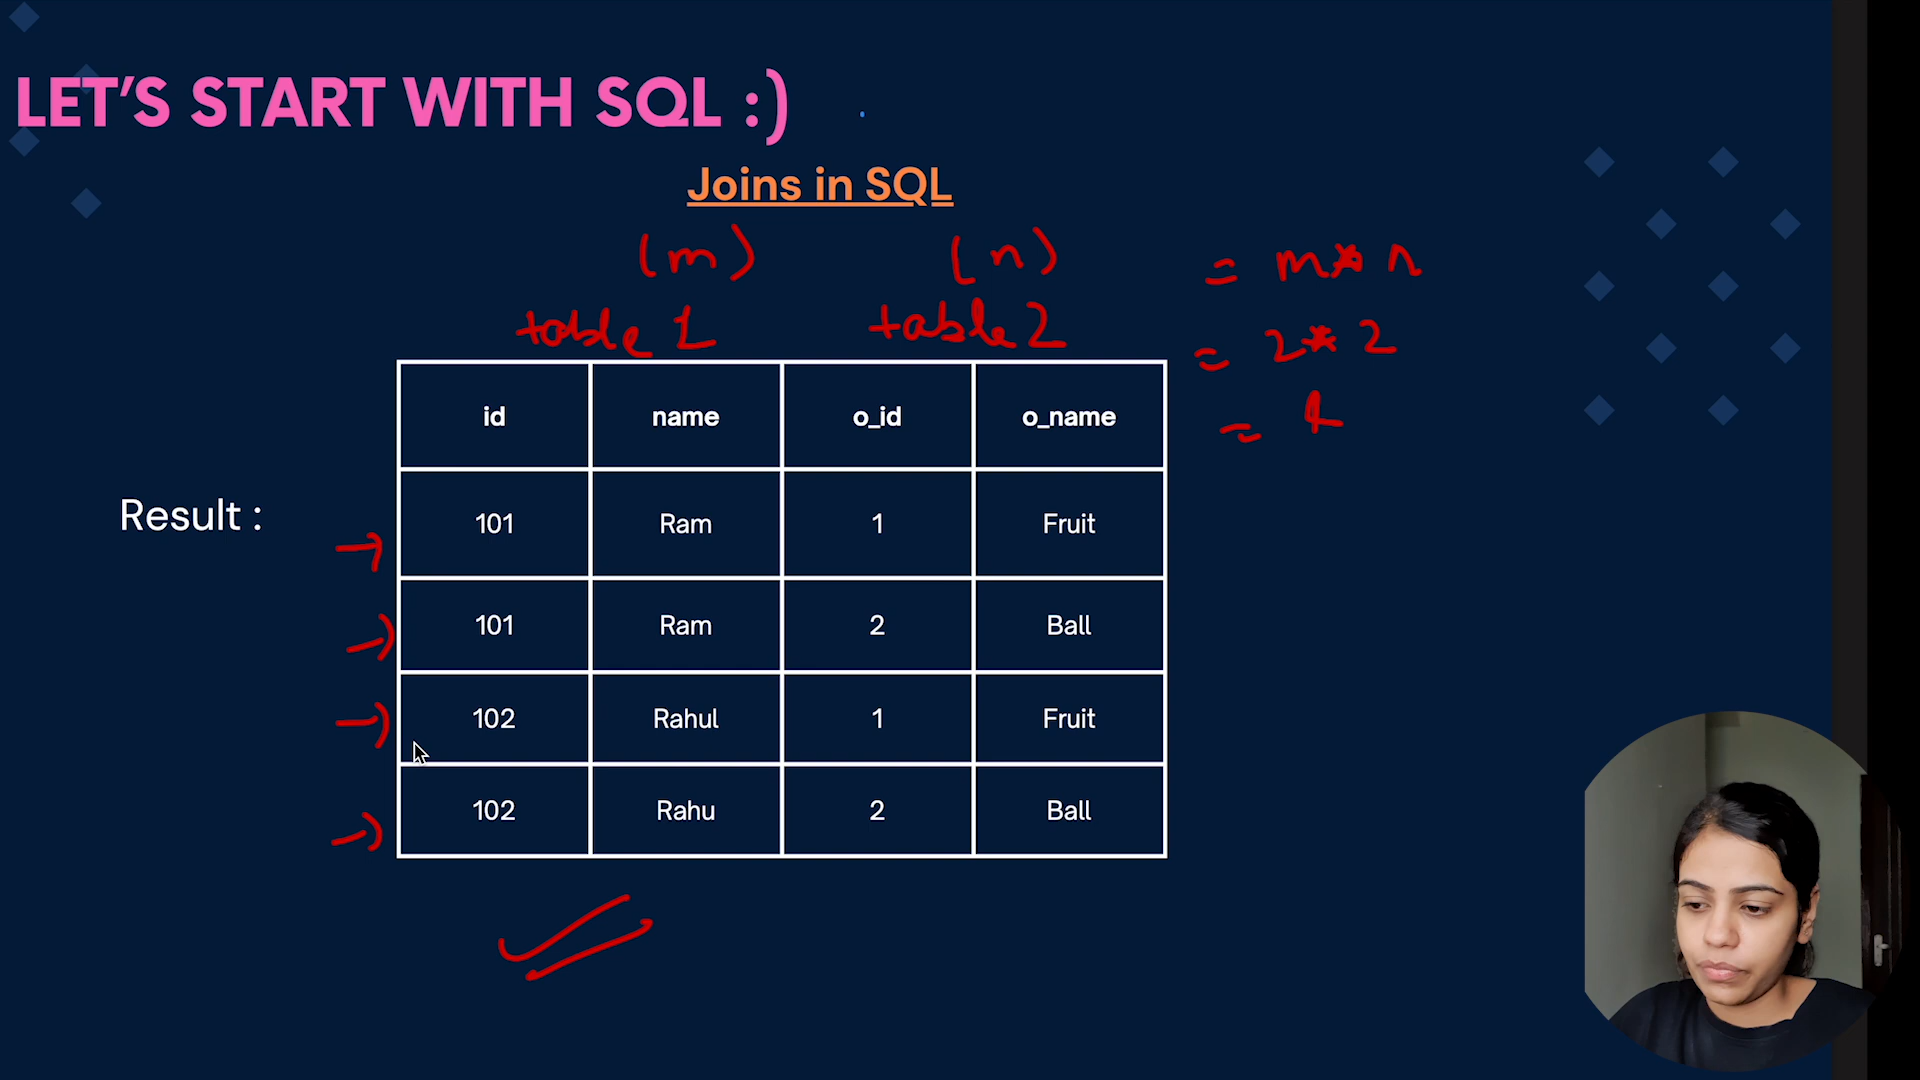 LET'S START WITH SQL :)
Joins in SQL
(m) (n) = m * n
table 1 table 2 = 2 * 2
= 4
id name o_id o_name
Result :
101 Ram 1 Fruit
101 Ram 2 Ball
102 Rahul 1 Fruit
102 Rahu 2 Ball